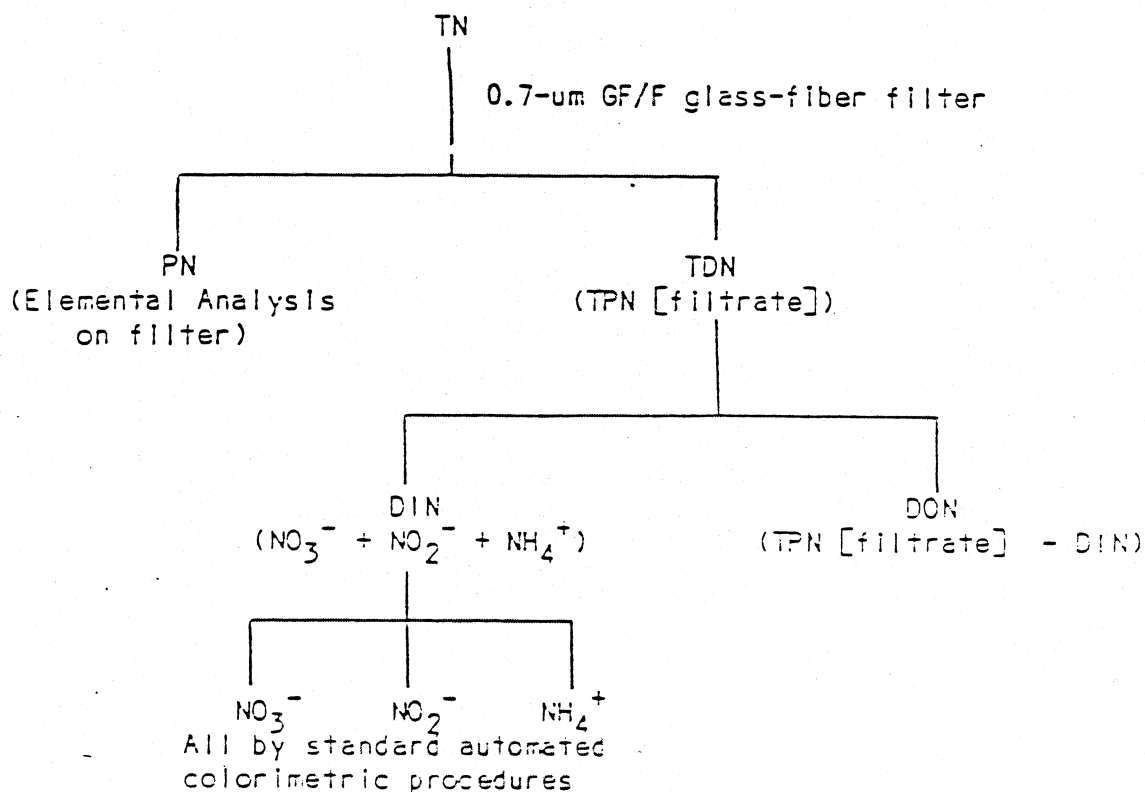 TN
0.7-um GF/F glass-fiber filter
PN
(Elemental Analysis
on filter)
TDN
(TPN [filtrate])
DIN
(NO₃⁻ + NO₂⁻ + NH₄⁺)
DON
(TPN [filtrate] - DIN)
NO₃⁻ NO₂⁻ NH₄⁺
All by standard automated
colorimetric procedures